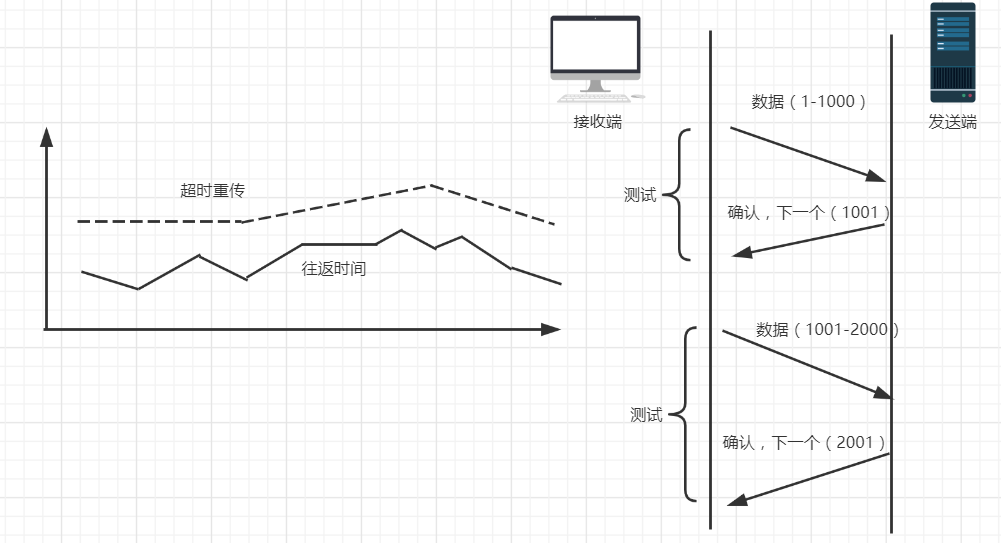 接收端
发送端
数据（1-1000）
测试
确认，下一个（1001）
超时重传
往返时间
数据（1001-2000）
测试
确认，下一个（2001）